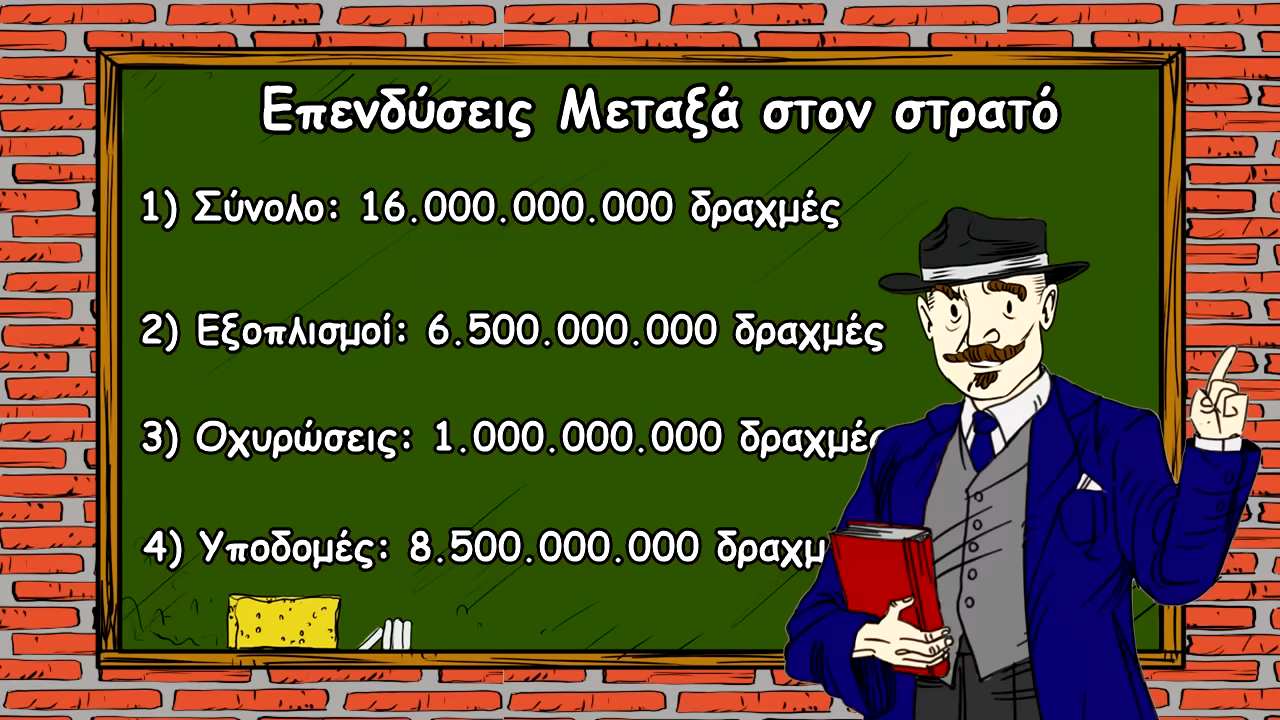 Επενδύσεις Μεταξά στον στρατό
1) Σύνολο: 16.000.000.000 δραχμές
2) Εξοπλισμοί: 6.500.000.000 δραχμές
3) Οχυρώσεις: 1.000.000.000 δραχμές
4) Υποδομές: 8.500.000.000 δραχμ